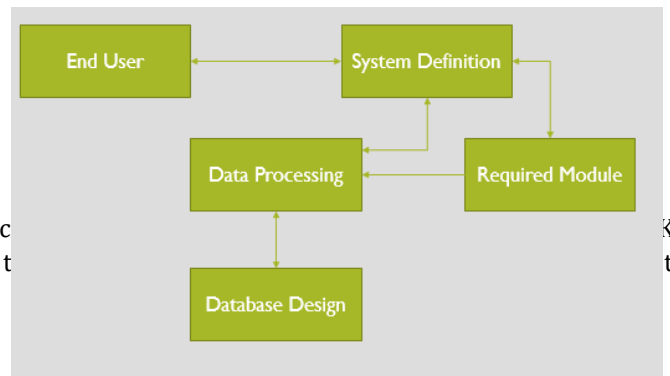 End User
System Definition
Data Processing
Required Module
Database Design